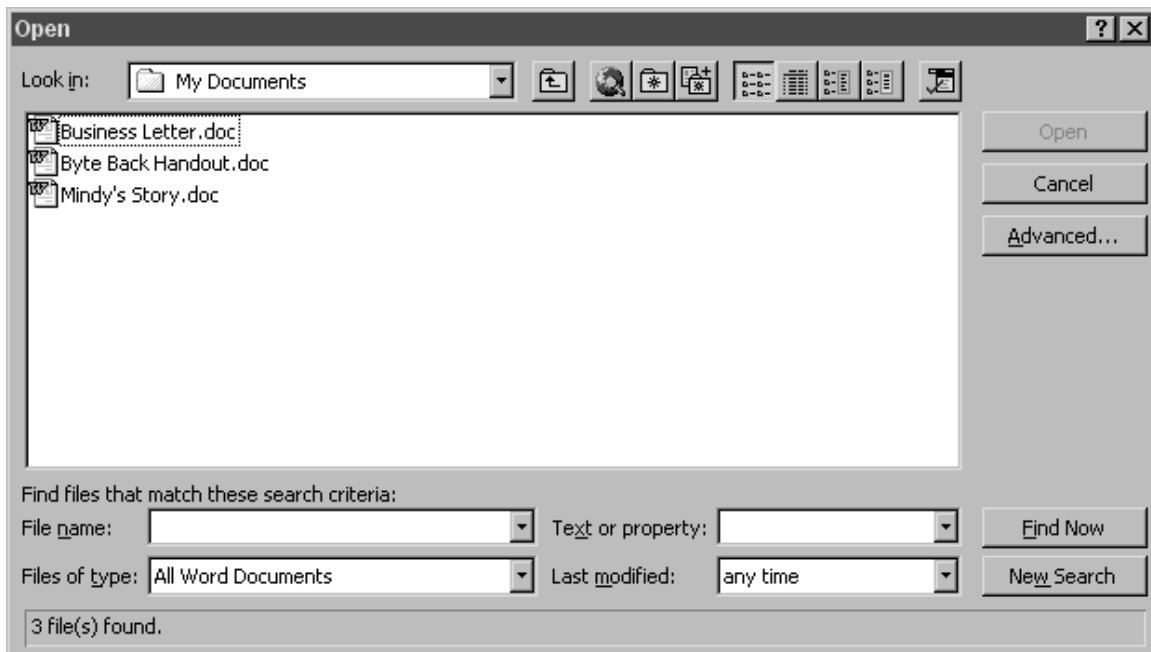 Open
Look in: My Documents
Business Letter.doc
Byte Back Handout.doc
Mindy's Story.doc
Open
Cancel
Advanced...
Find files that match these search criteria:
File name: Text or property: Find Now
Files of type: All Word Documents Last modified: any time New Search
3 file(s) found.